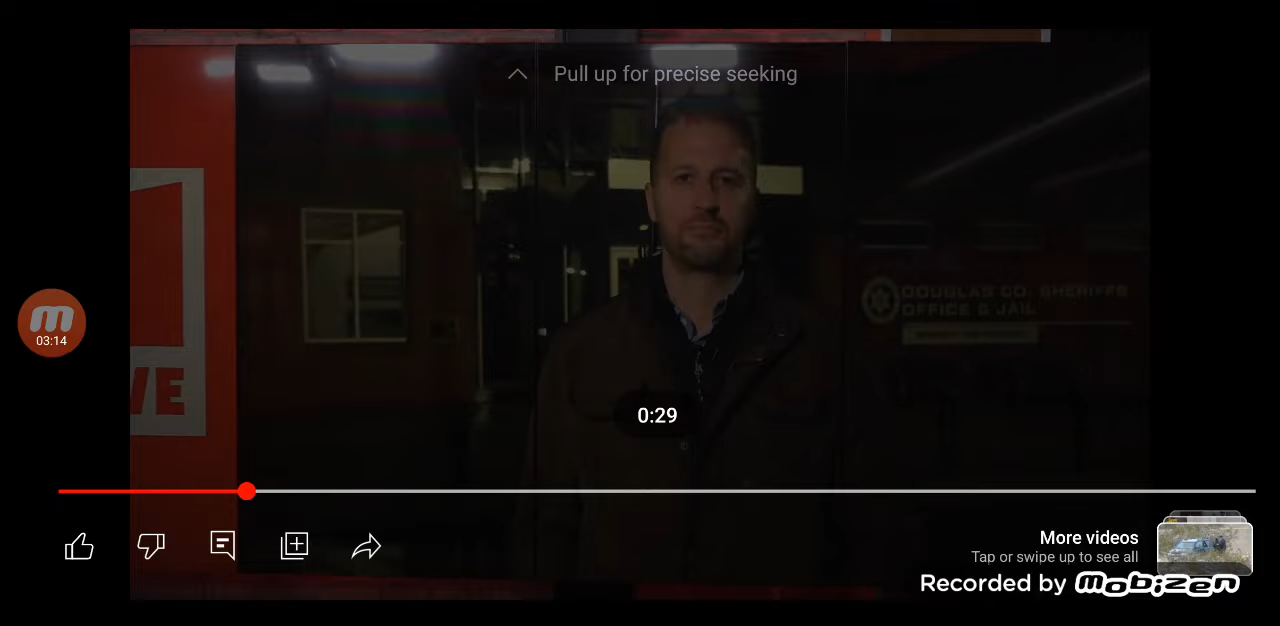 Pull up for precise seeking
DOUGLAS CO. SHERIFFS
OFFICE & JAIL
03:14
VE
0:29
More videos
Tap or swipe up to see all
Recorded by Mobizen